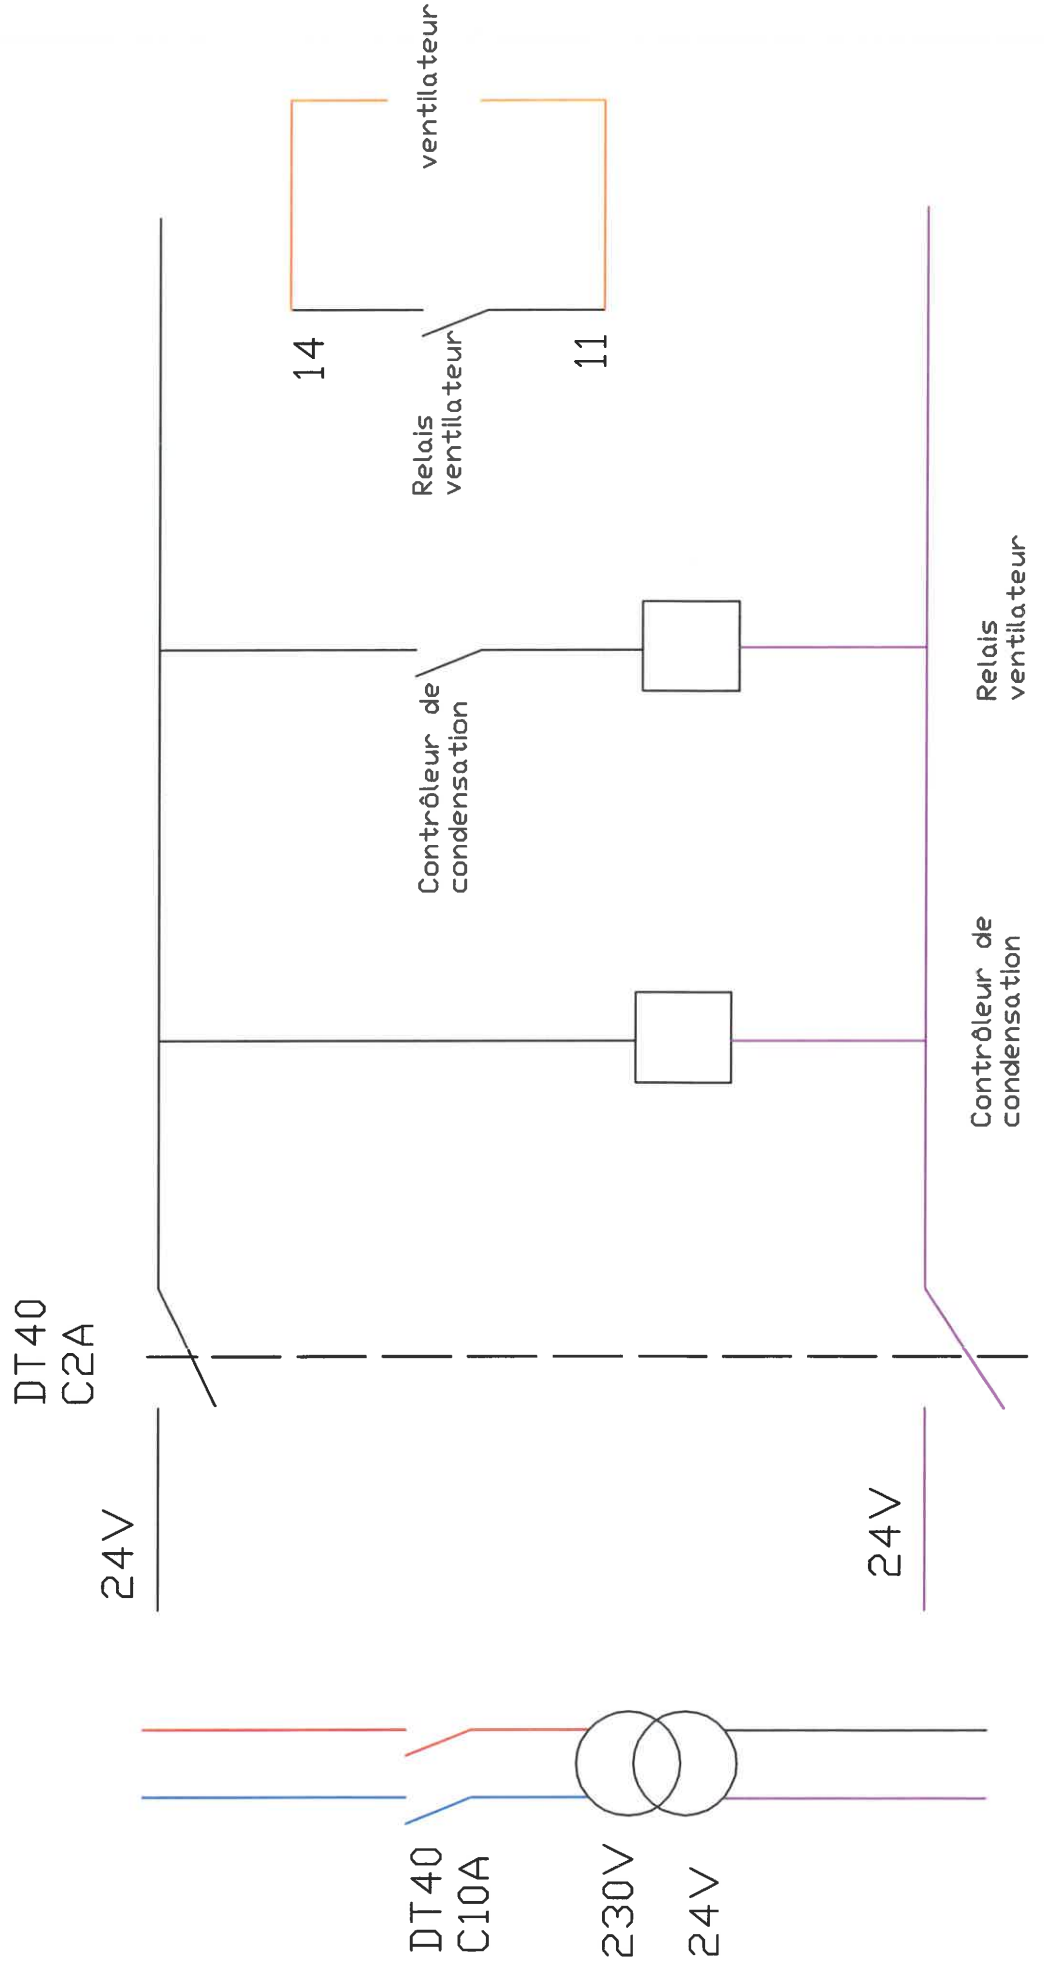 DT40
C10A
230V
24V
24V
24V
DT40
C2A
Contrôleur de
condensation
Contrôleur de
condensation
Relais
ventilateur
Relais
ventilateur
14
11
ventilateur